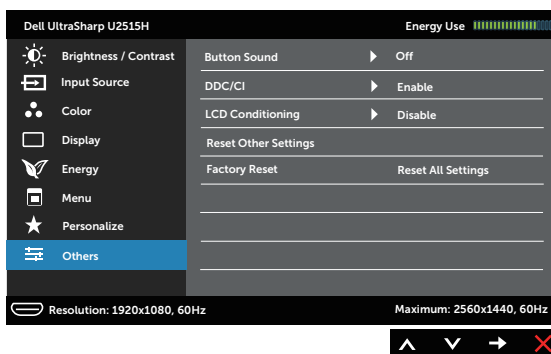 Dell UltraSharp U2515H
Energy Use
Brightness / Contrast
Input Source
Color
Display
Energy
Menu
Personalize
Others
Button Sound
Off
DDC/CI
Enable
LCD Conditioning
Disable
Reset Other Settings
Factory Reset
Reset All Settings
Resolution: 1920x1080, 60Hz
Maximum: 2560x1440, 60Hz